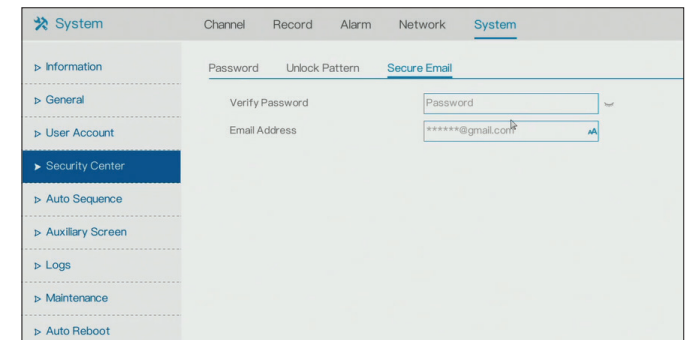 System
Channel Record Alarm Network System
Information
General
User Account
Security Center
Auto Sequence
Auxiliary Screen
Logs
Maintenance
Auto Reboot
Password Unlock Pattern Secure Email
Verify Password Password
Email Address ******@gmail.com AA